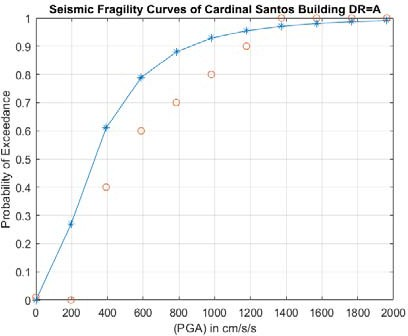 Seismic Fragility Curves of Cardinal Santos Building DR=A
Probability of Exceedance
1
0.9
0.8
0.7
0.6
0.5
0.4
0.3
0.2
0.1
0
0 200 400 600 800 1000 1200 1400 1600 1800 2000
(PGA) in cm/s/s